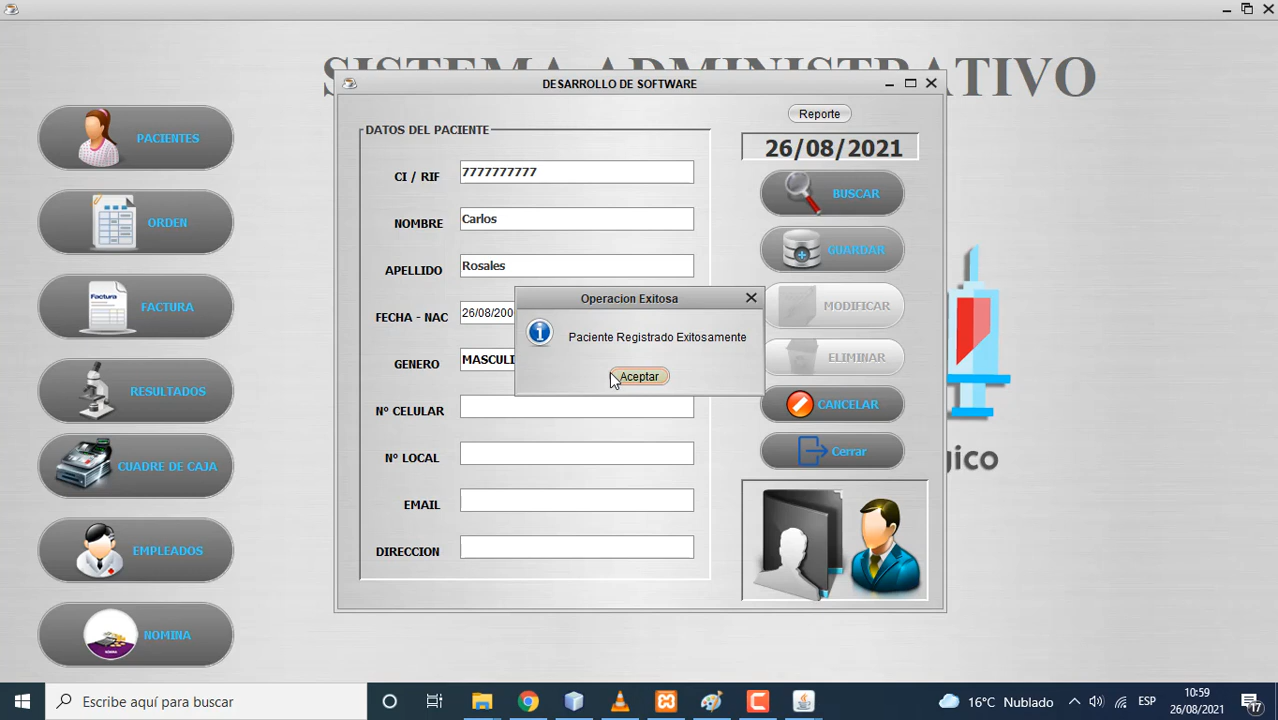 SISTEMA ADMINISTRATIVO
DESARROLLO DE SOFTWARE
PACIENTES
ORDEN
Factura
FACTURA
RESULTADOS
CUADRE DE CAJA
EMPLEADOS
NOMINA
NOMINA
DATOS DEL PACIENTE
CI / RIF
7777777777
NOMBRE
Carlos
APELLIDO
Rosales
FECHA - NAC
26/08/200
GENERO
MASCULI
Nº CELULAR
Nº LOCAL
EMAIL
DIRECCION
Operacion Exitosa
Paciente Registrado Exitosamente
Aceptar
Reporte
26/08/2021
BUSCAR
GUARDAR
MODIFICAR
ELIMINAR
CANCELAR
Cerrar
gico
Escribe aquí para buscar
16°C Nublado
ESP
10:59
26/08/2021
17